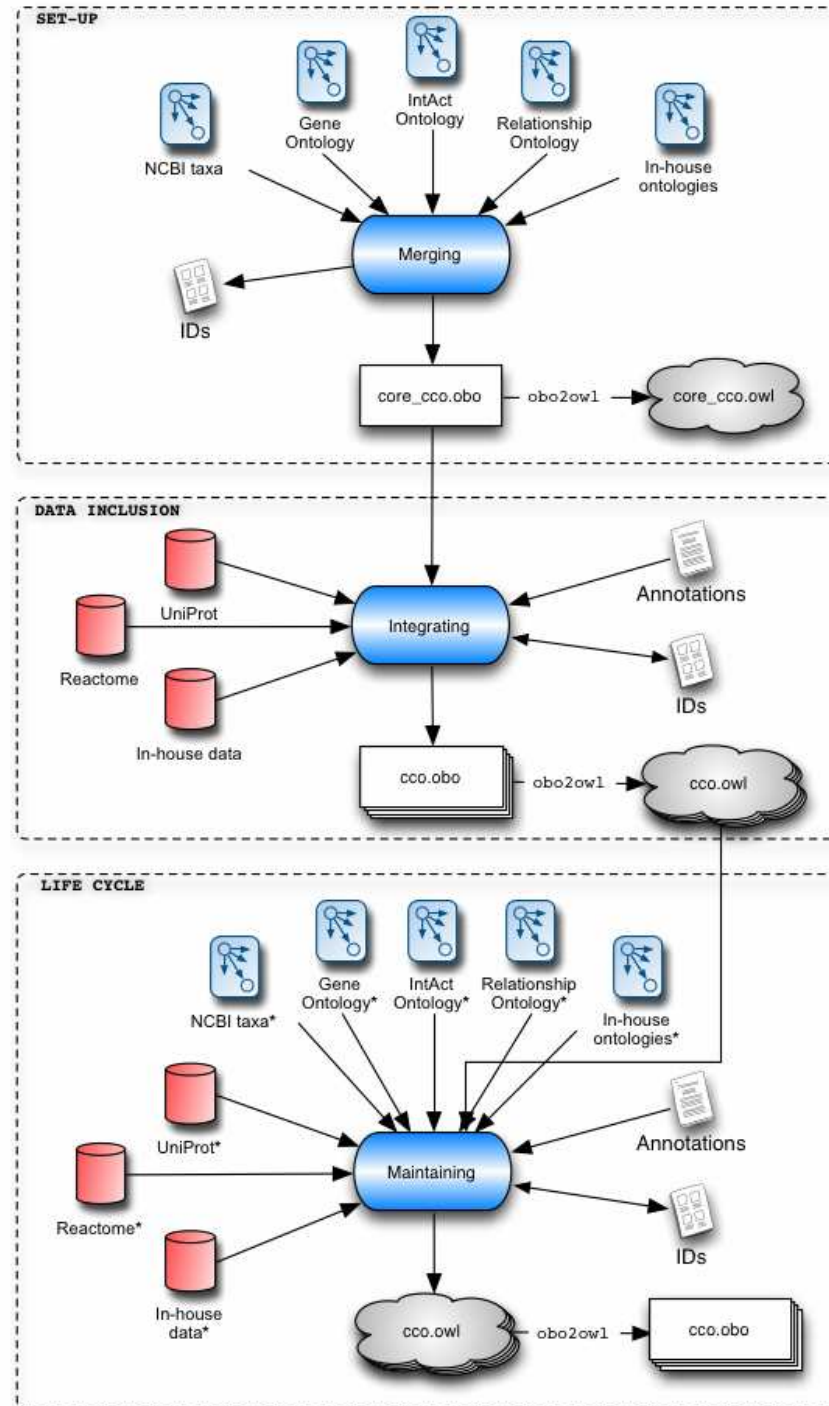 SET-UP
NCBI taxa
Gene
Ontology
IntAct
Ontology
Relationship
Ontology
In-house
ontologies
Merging
IDs
core_cco.obo
obo2owl
core_cco.owl
DATA INCLUSION
UniProt
Reactome
In-house data
Integrating
Annotations
IDs
cco.obo
obo2owl
cco.owl
LIFE CYCLE
NCBI taxa*
Gene
Ontology*
IntAct
Ontology*
Relationship
Ontology*
In-house
ontologies*
UniProt*
Reactome*
In-house
data*
Maintaining
Annotations
IDs
cco.owl
obo2owl
cco.obo